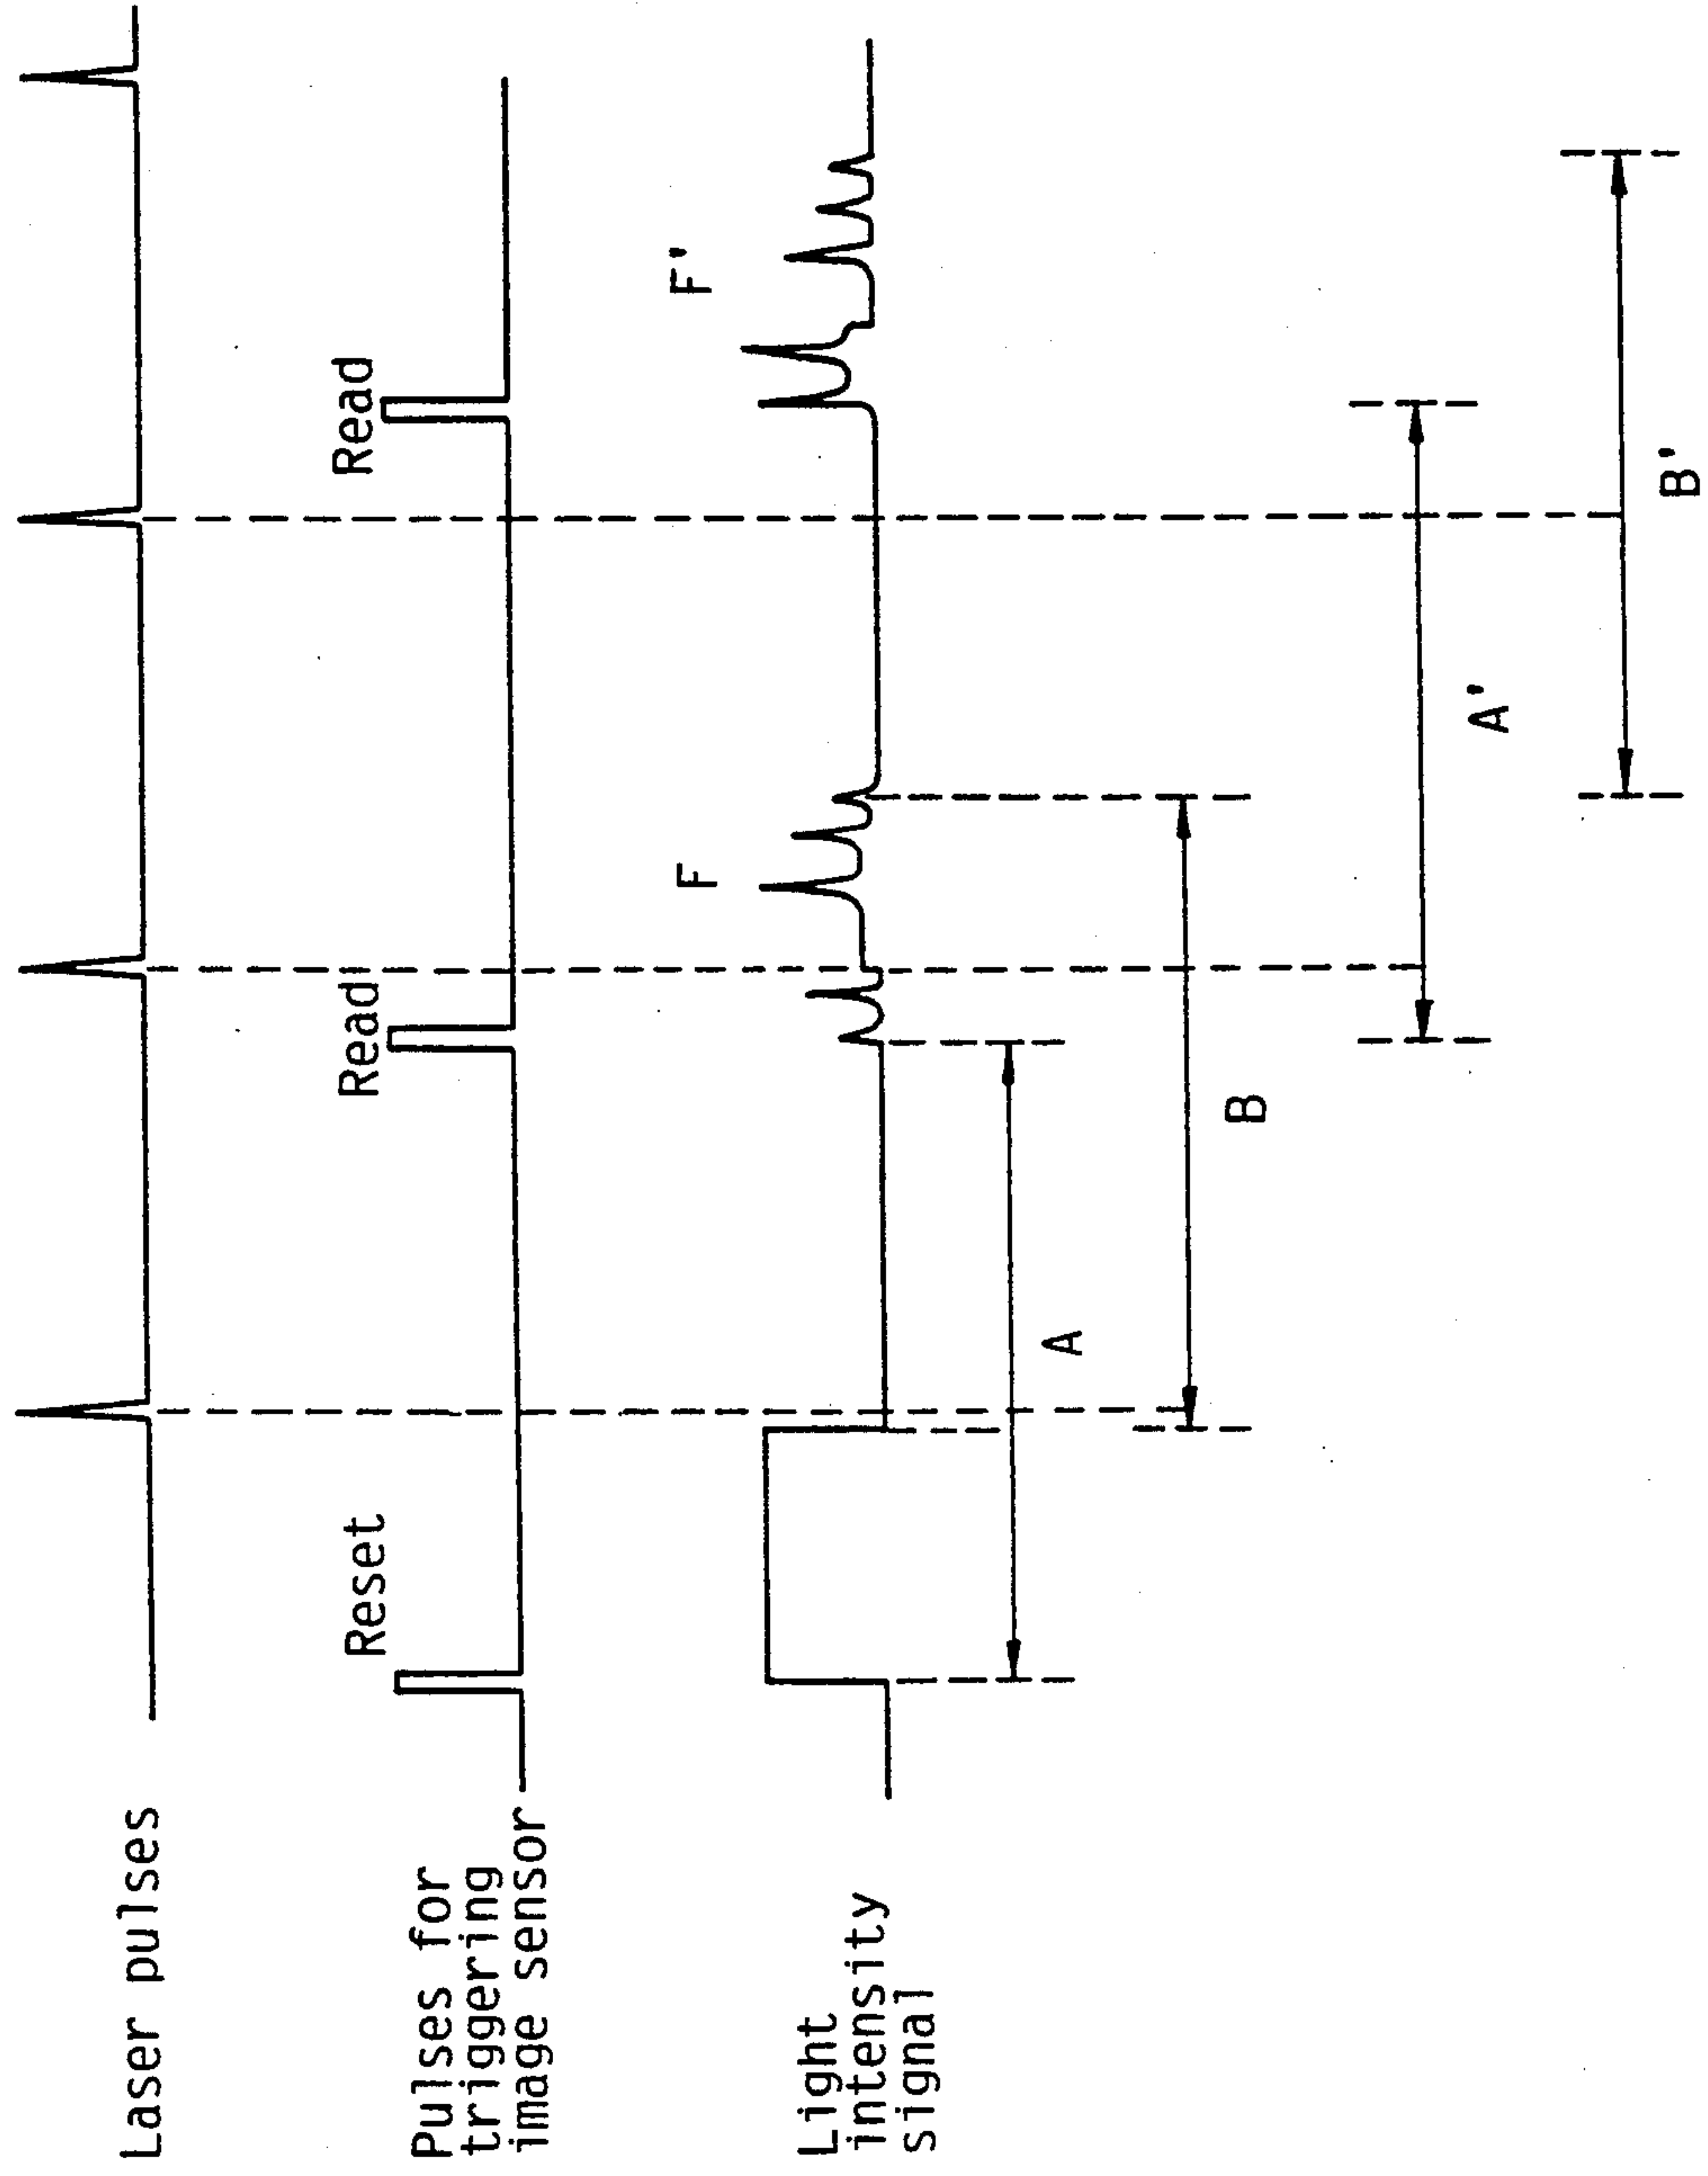 Laser pulses
Pulses for
triggering
image sensor
Reset
Read
Read
Light
intensity
signal
F
F'
A
B
A'
B'